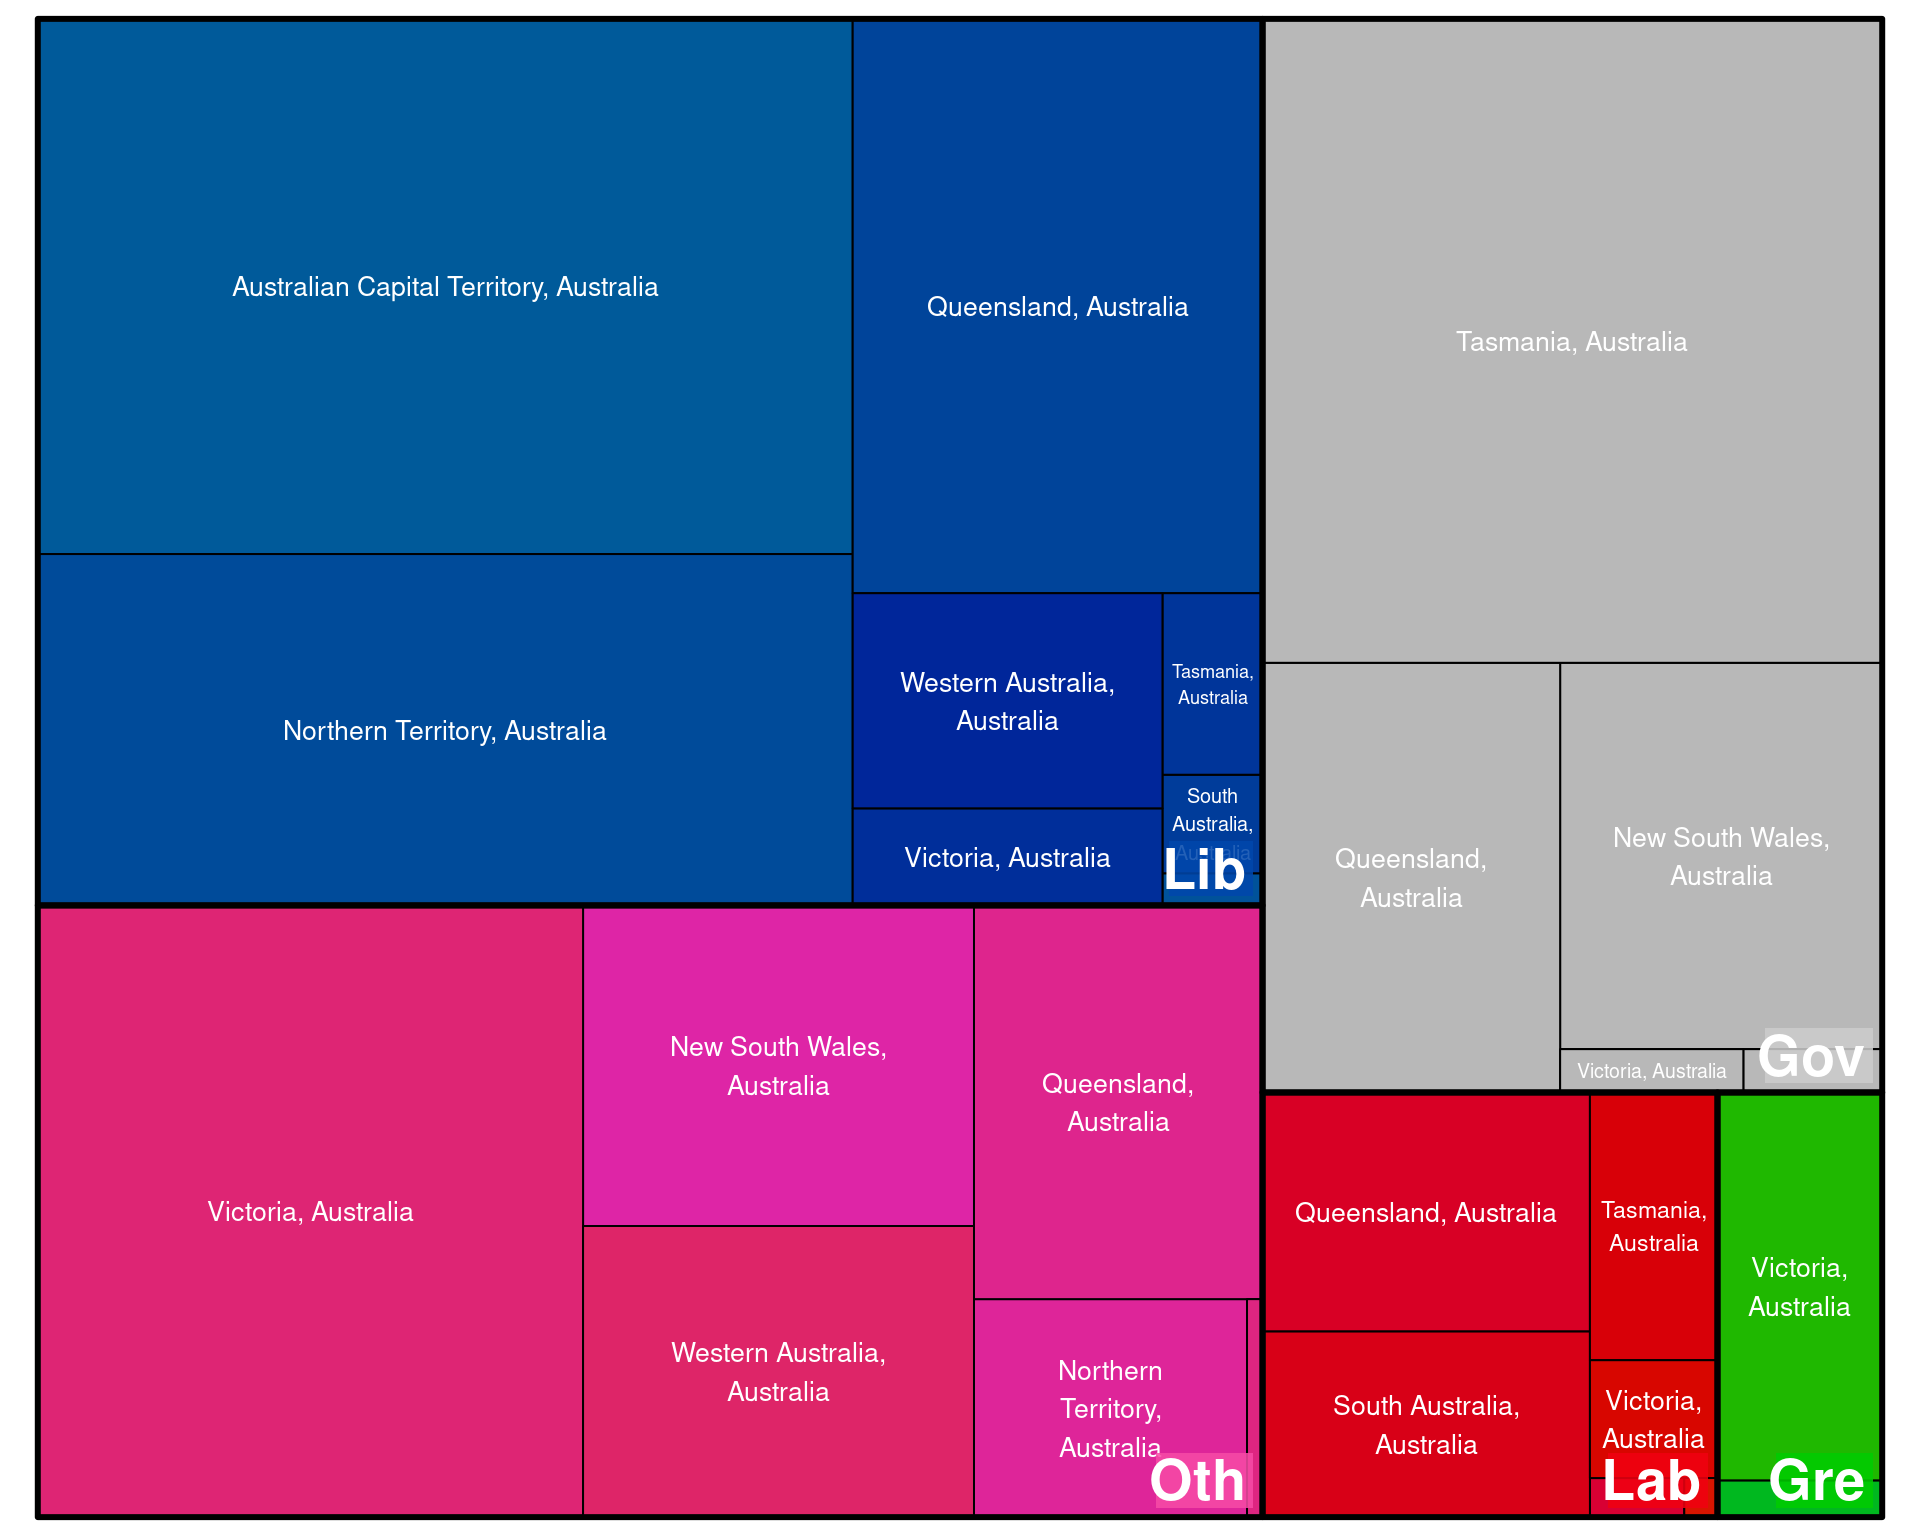 Australian Capital Territory, Australia
Northern Territory, Australia
Queensland, Australia
Western Australia,
Australia
Victoria, Australia
Tasmania,
Australia
South
Australia,
Australia
Lib
Tasmania, Australia
Queensland,
Australia
New South Wales,
Australia
Victoria, Australia
Gov
Victoria, Australia
New South Wales,
Australia
Western Australia,
Australia
Queensland,
Australia
Northern
Territory,
Australia
Oth
Queensland, Australia
South Australia,
Australia
Tasmania,
Australia
Victoria,
Australia
Lab
Victoria,
Australia
Gre